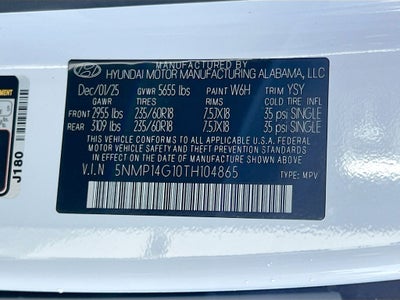 MANUFACTURED BY
HYUNDAI MOTOR MANUFACTURING ALABAMA, LLC
Dec/01/25 GVWR 5655 lbs PAINT W6H TRIM YSY
GAWR TIRES RIMS COLD TIRE INFL
FRT 2955 lbs 235/60R18 7.5JX18 35 psi SINGLE
REAR 3109 lbs 235/60R18 7.5JX18 35 psi SINGLE
THIS VEHICLE CONFORMS TO ALL APPLICABLE U.S.A. FEDERAL
MOTOR VEHICLE SAFETY AND THEFT PREVENTION STANDARDS
IN EFFECT ON THE DATE OF MANUFACTURE SHOWN ABOVE.
V.I.N 5NMP14G10TH104865 TYPE: MPV
J180